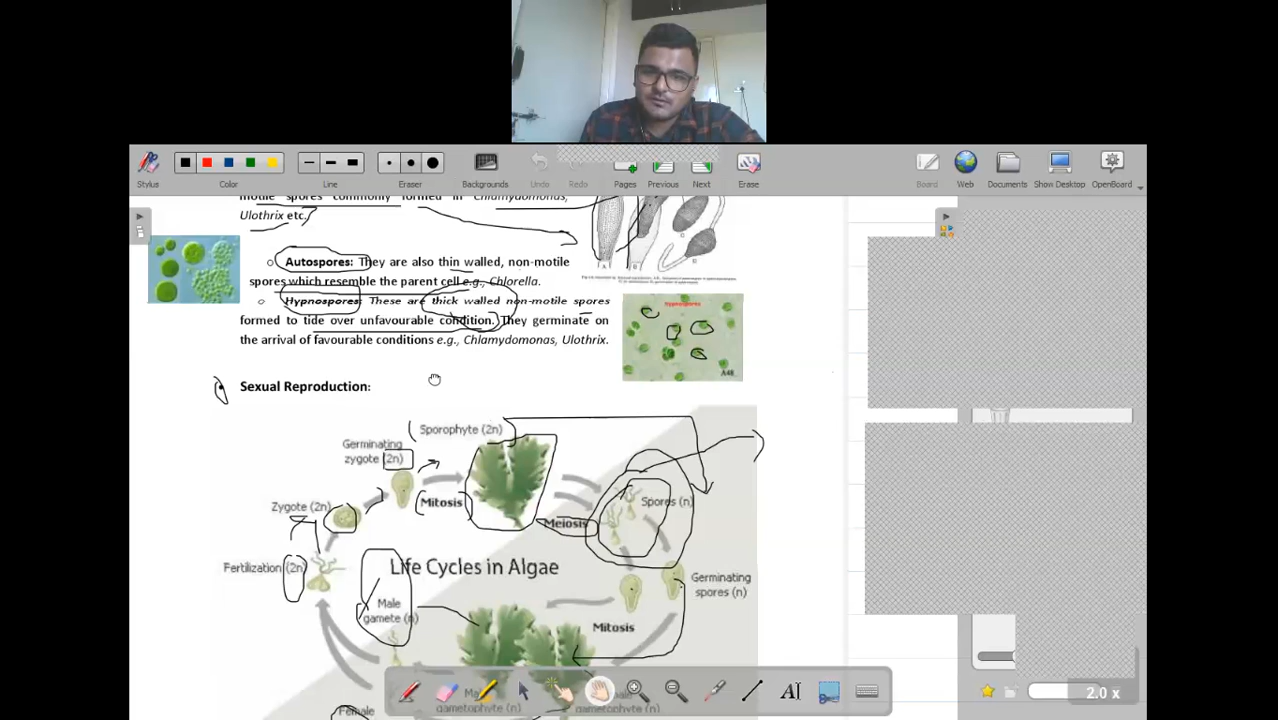 Stylus
Color
Line
Eraser
Backgrounds
Undo
Redo
Pages
Previous
Next
Erase
Board
Web
Documents
Show Desktop
OpenBoard
motile spores commonly formed in Chlamydomonas,
Ulothrix etc.
Autospores: They are also thin walled, non-motile
spores which resemble the parent cell e.g., Chlorella.
Hypnospores: These are thick walled non-motile spores
formed to tide over unfavourable condition. They germinate on
the arrival of favourable conditions e.g., Chlamydomonas, Ulothrix.
hypnospores
A46
Sexual Reproduction:
Sporophyte (2n)
Germinating
zygote (2n)
Mitosis
Zygote (2n)
Meiosis
Spores (n)
Fertilization (2n)
Life Cycles in Algae
Germinating
spores (n)
Male
gamete (n)
Mitosis
gametophyte (n)
gametophyte (n)
Female
2.0 x